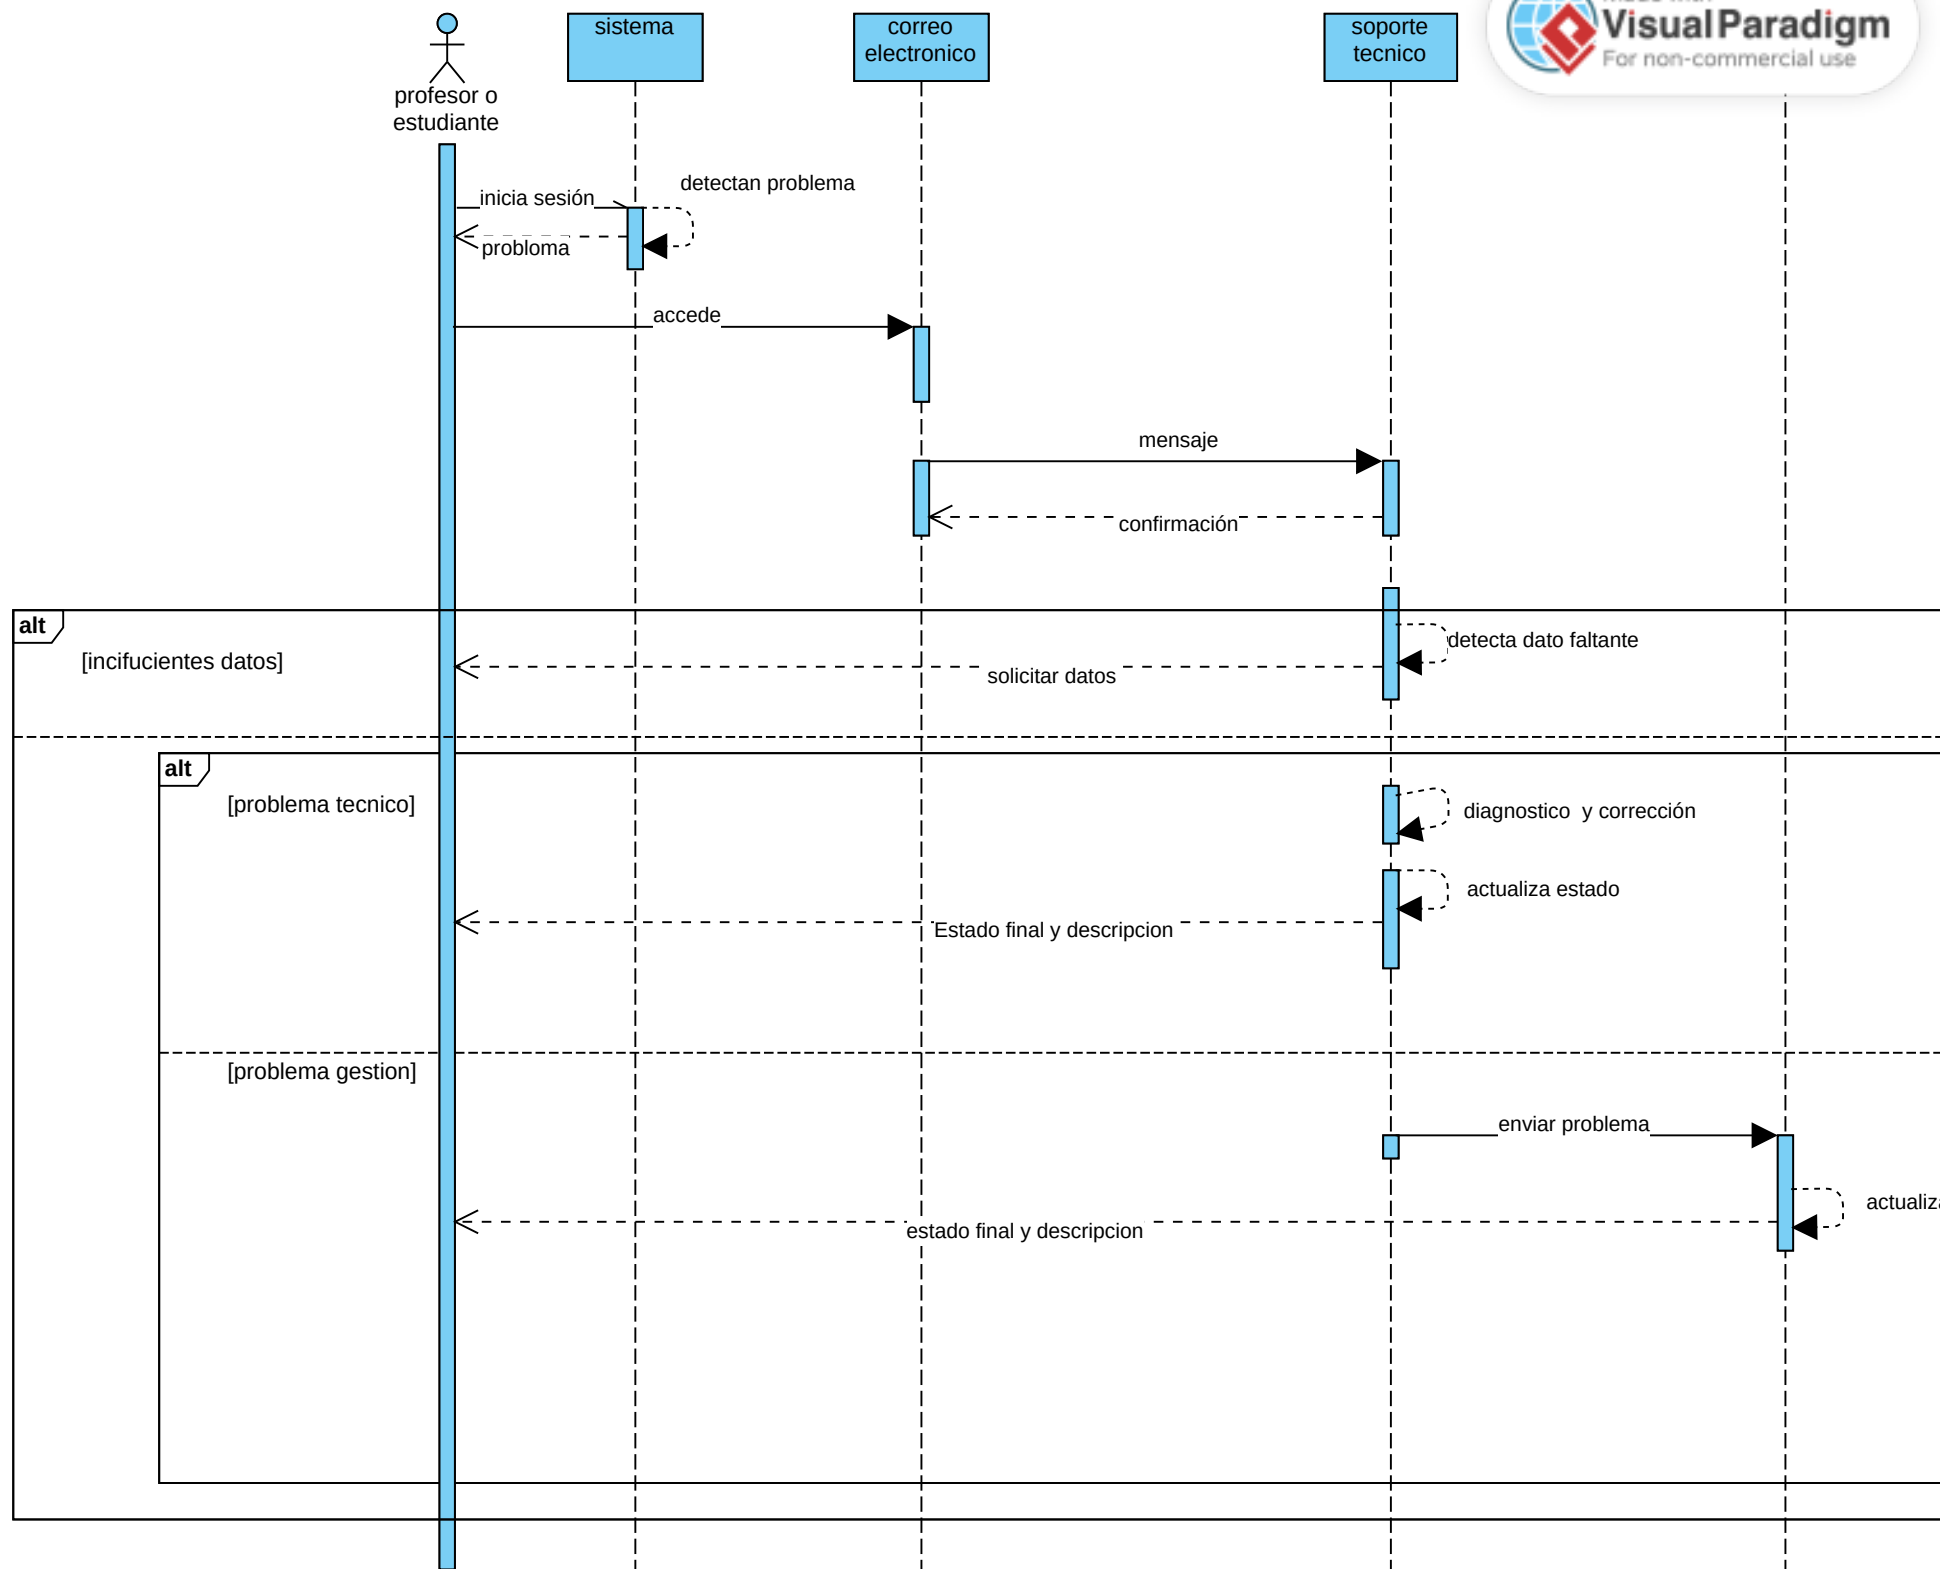 sistema
correo
electronico
soporte
tecnico
Visual Paradigm
For non-commercial use
profesor o
estudiante
detectan problema
inicia sesión
probloma
accede
mensaje
confirmación
alt
[incifucientes datos]
detecta dato faltante
solicitar datos
alt
[problema tecnico]
diagnostico y corrección
actualiza estado
Estado final y descripcion
[problema gestion]
enviar problema
estado final y descripcion